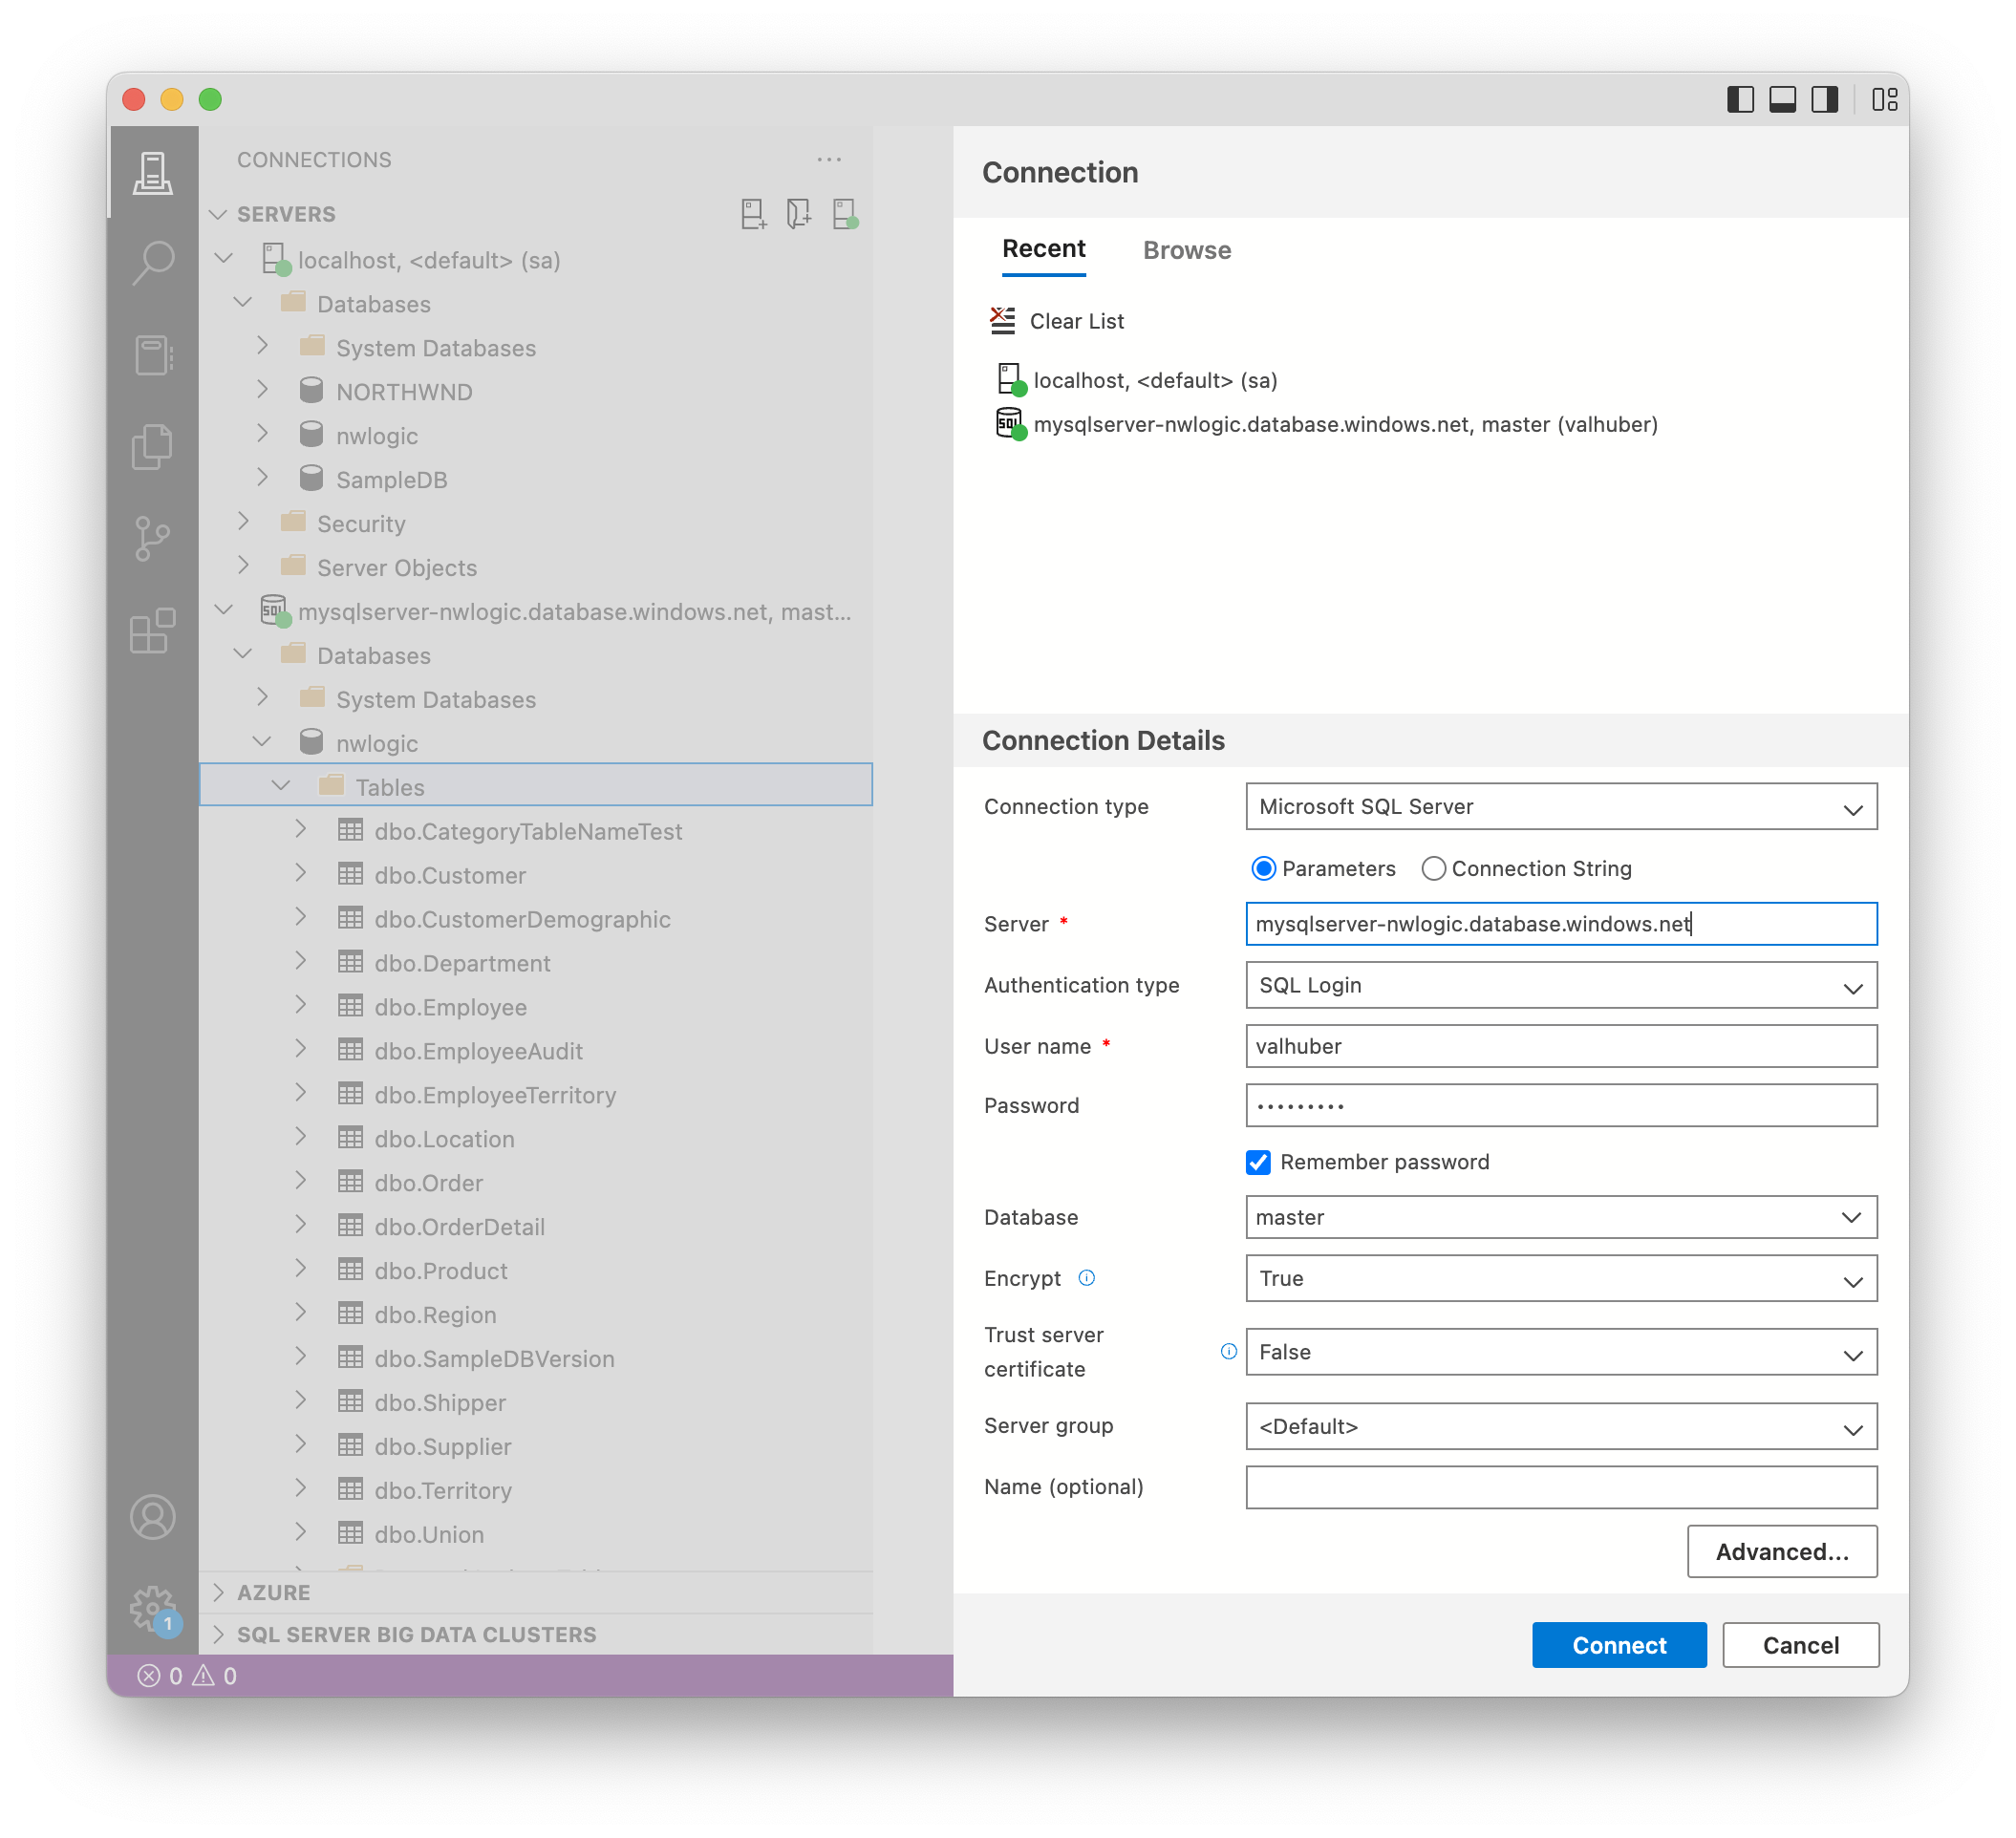 CONNECTIONS
SERVERS
localhost, <default> (sa)
Databases
System Databases
NORTHWND
nwlogic
SampleDB
Security
Server Objects
mysqlserver-nwlogic.database.windows.net, mast...
Databases
System Databases
nwlogic
Tables
dbo.CategoryTableNameTest
dbo.Customer
dbo.CustomerDemographic
dbo.Department
dbo.Employee
dbo.EmployeeAudit
dbo.EmployeeTerritory
dbo.Location
dbo.Order
dbo.OrderDetail
dbo.Product
dbo.Region
dbo.SampleDBVersion
dbo.Shipper
dbo.Supplier
dbo.Territory
dbo.Union
AZURE
SQL SERVER BIG DATA CLUSTERS
1
0 0
Connection
Recent Browse
Clear List
localhost, <default> (sa)
SQL mysqlserver-nwlogic.database.windows.net, master (valhuber)
Connection Details
Connection type Microsoft SQL Server
Parameters Connection String
Server * mysqlserver-nwlogic.database.windows.net
Authentication type SQL Login
User name * valhuber
Password •••••••••
Remember password
Database master
Encrypt True
Trust server
certificate False
Server group <Default>
Name (optional)
Advanced...
Connect Cancel